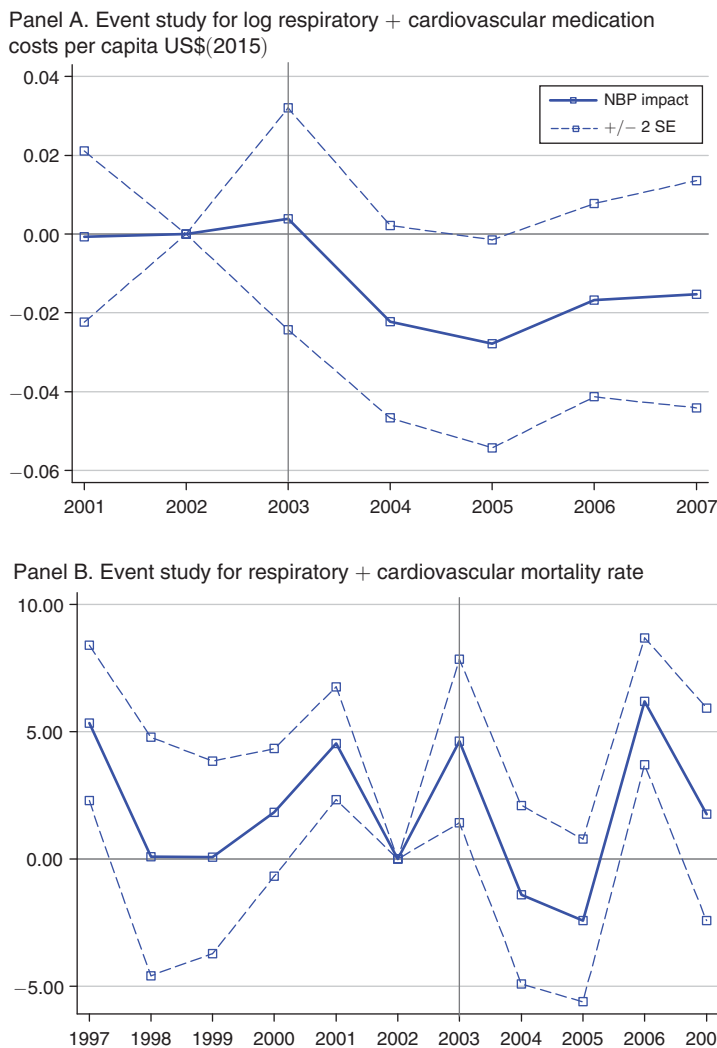 Panel A. Event study for log respiratory + cardiovascular medication
costs per capita US$(2015)
0.04
0.02
0.00
−0.02
−0.04
−0.06
NBP impact
+/− 2 SE
2001 2002 2003 2004 2005 2006 2007
Panel B. Event study for respiratory + cardiovascular mortality rate
10.00
5.00
0.00
−5.00
1997 1998 1999 2000 2001 2002 2003 2004 2005 2006 200